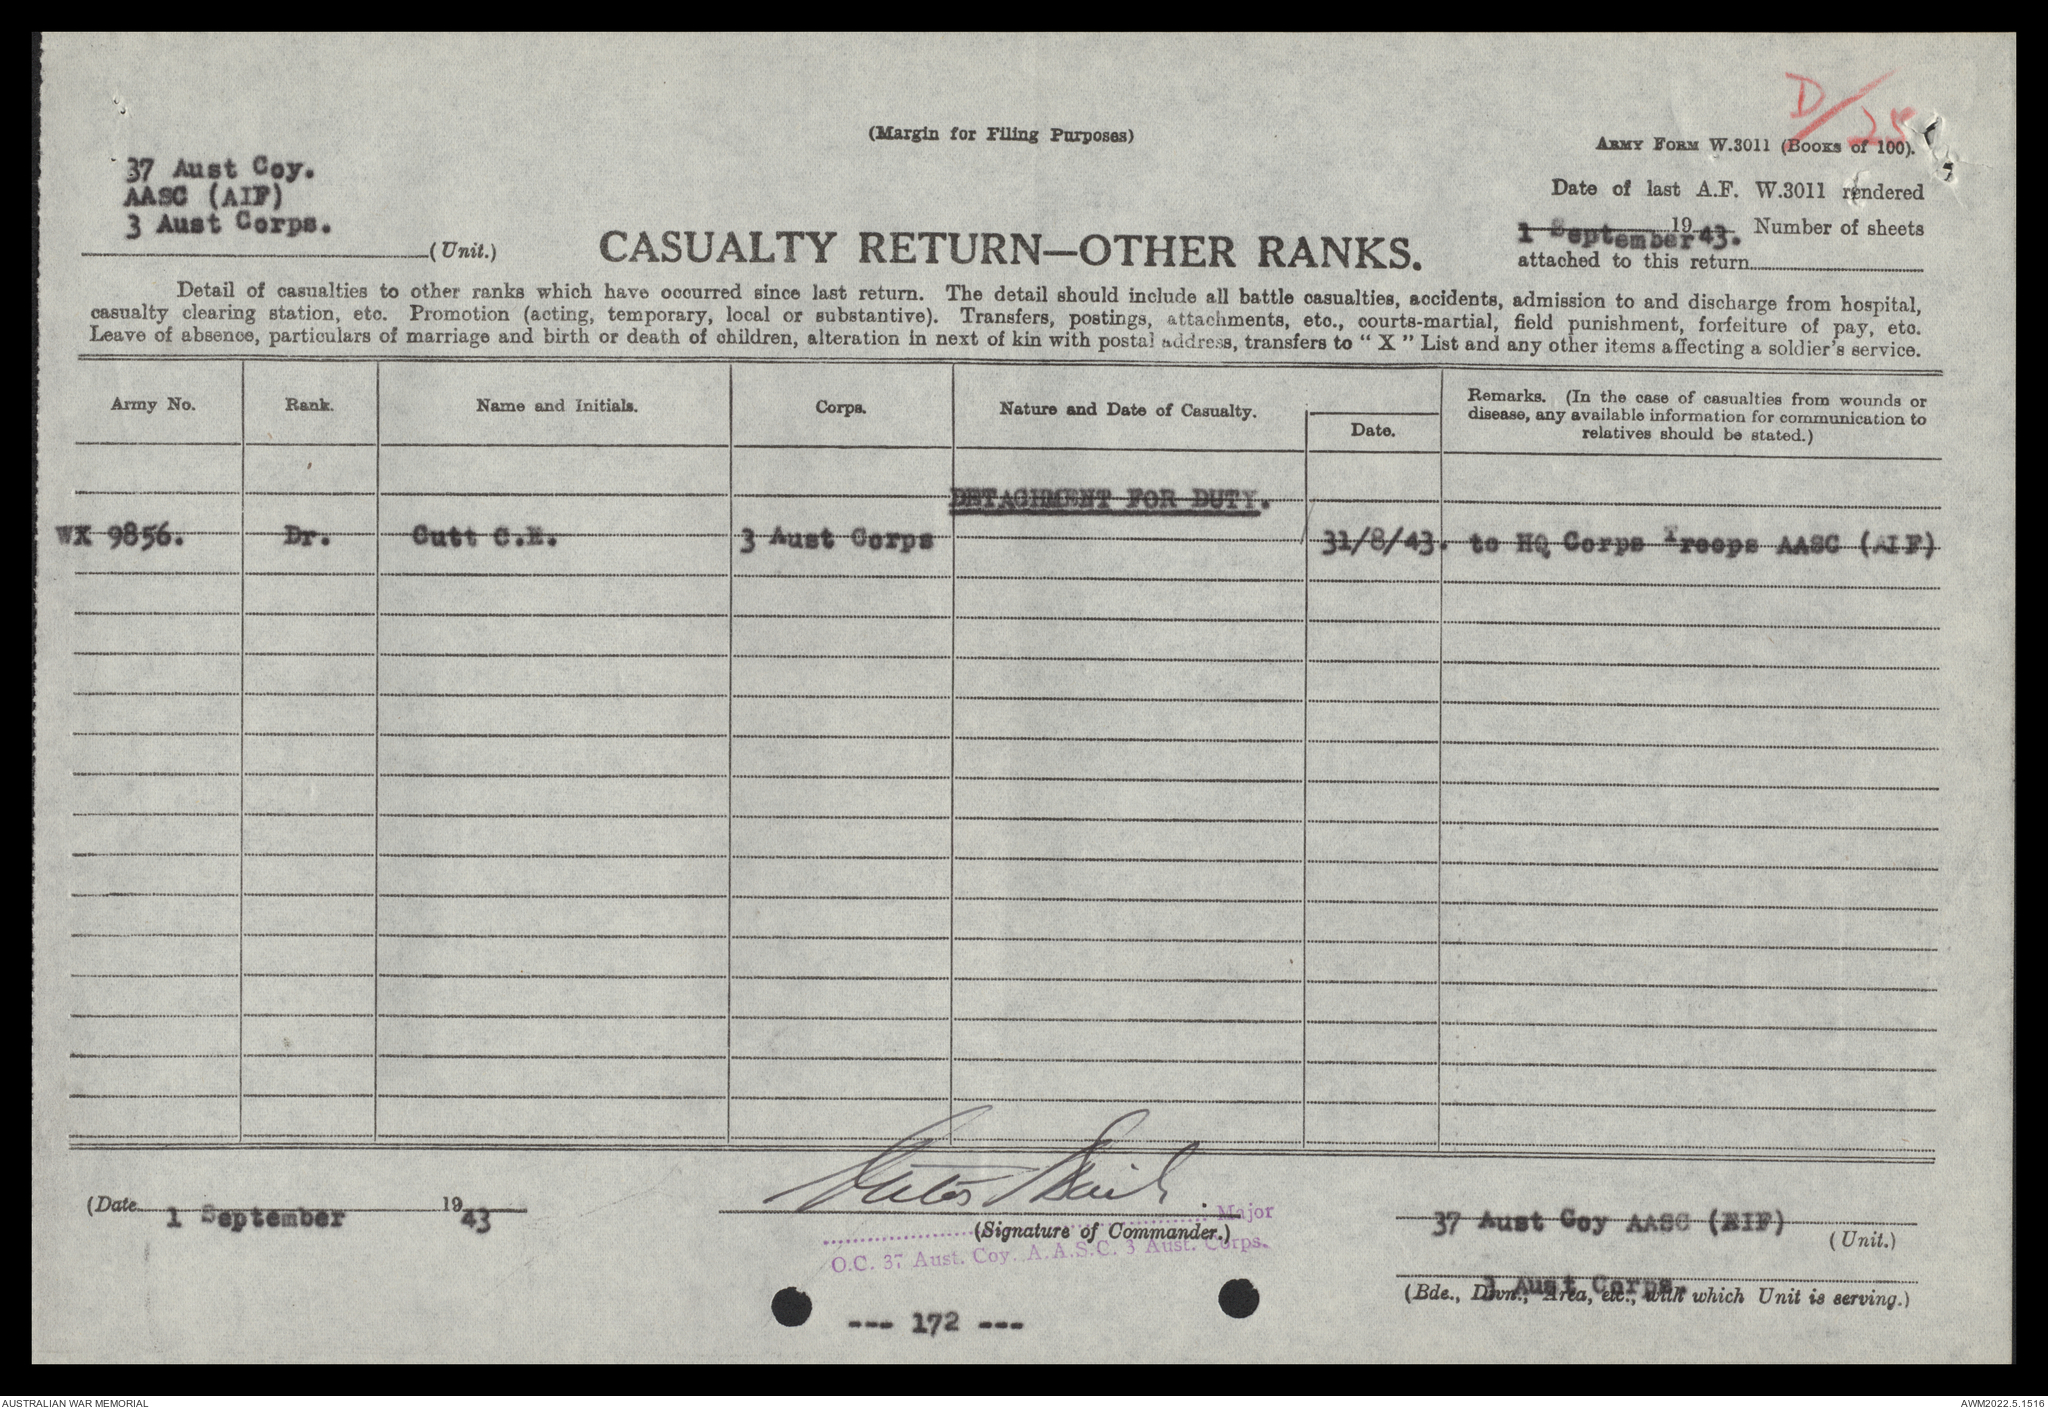 D/25
(Margin for Filing Purposes)
ARMY FORM W.3011 (BOOKS of 100).
37 Aust Coy.
AASC (AIF)
3 Aust Corps.
(Unit.)
CASUALTY RETURN—OTHER RANKS.
Date of last A.F. W.3011 rendered
1 September 1943. Number of sheets
attached to this return
Detail of casualties to other ranks which have occurred since last return. The detail should include all battle casualties, accidents, admission to and discharge from hospital,
casualty clearing station, etc. Promotion (acting, temporary, local or substantive). Transfers, postings, attachments, etc., courts-martial, field punishment, forfeiture of pay, etc.
Leave of absence, particulars of marriage and birth or death of children, alteration in next of kin with postal address, transfers to “ X ” List and any other items affecting a soldier's service.
Army No. Rank. Name and Initials. Corps. Nature and Date of Casualty. Date. Remarks. (In the case of casualties from wounds or
disease, any available information for communication to
relatives should be stated.)
DETACHMENT FOR DUTY.
WX 9856. Dr. Cutt C.E. 3 Aust Corps 31/8/43. to HQ Corps Troops AASC (AIF)
(Date 1 September 1943
Major
(Signature of Commander.)
O.C. 37 Aust. Coy. A.A.S.C. 3 Aust. Corps.
37 Aust Coy AASC (EIF)
(Unit.)
3 Aust Corps.
(Bde., Divn., Area, etc., with which Unit is serving.)
--- 172 ---
AUSTRALIAN WAR MEMORIAL
AWM2022.5.1516